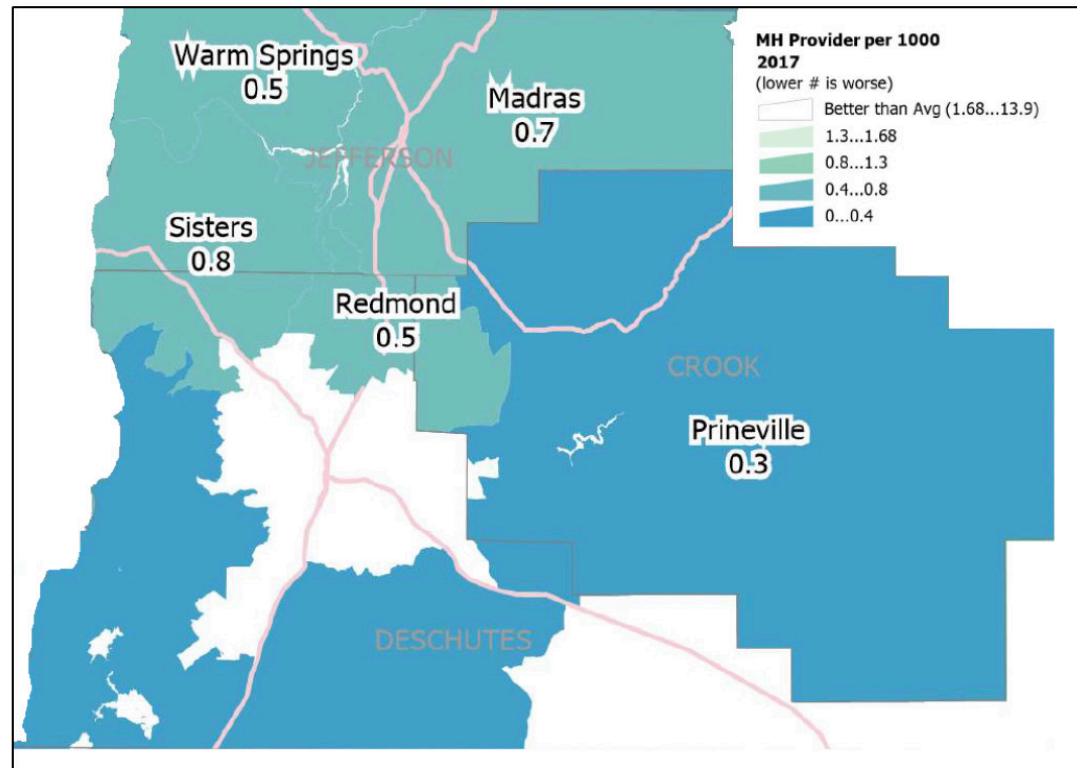 MH Provider per 1000
2017
(lower # is worse)
Better than Avg (1.68...13.9)
1.3...1.68
0.8...1.3
0.4...0.8
0...0.4
Warm Springs
0.5
Madras
0.7
JEFFERSON
Sisters
0.8
Redmond
0.5
CROOK
Prineville
0.3
DESCHUTES